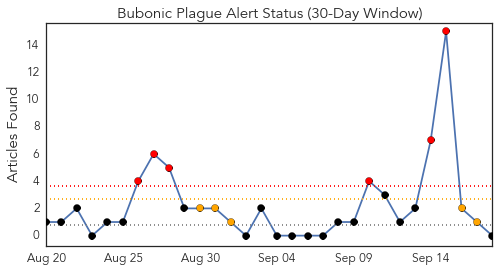 Bubonic Plague Alert Status (30-Day Window)
Articles Found
14
12
10
8
6
4
2
0
Aug 20 Aug 25 Aug 30 Sep 04 Sep 09 Sep 14